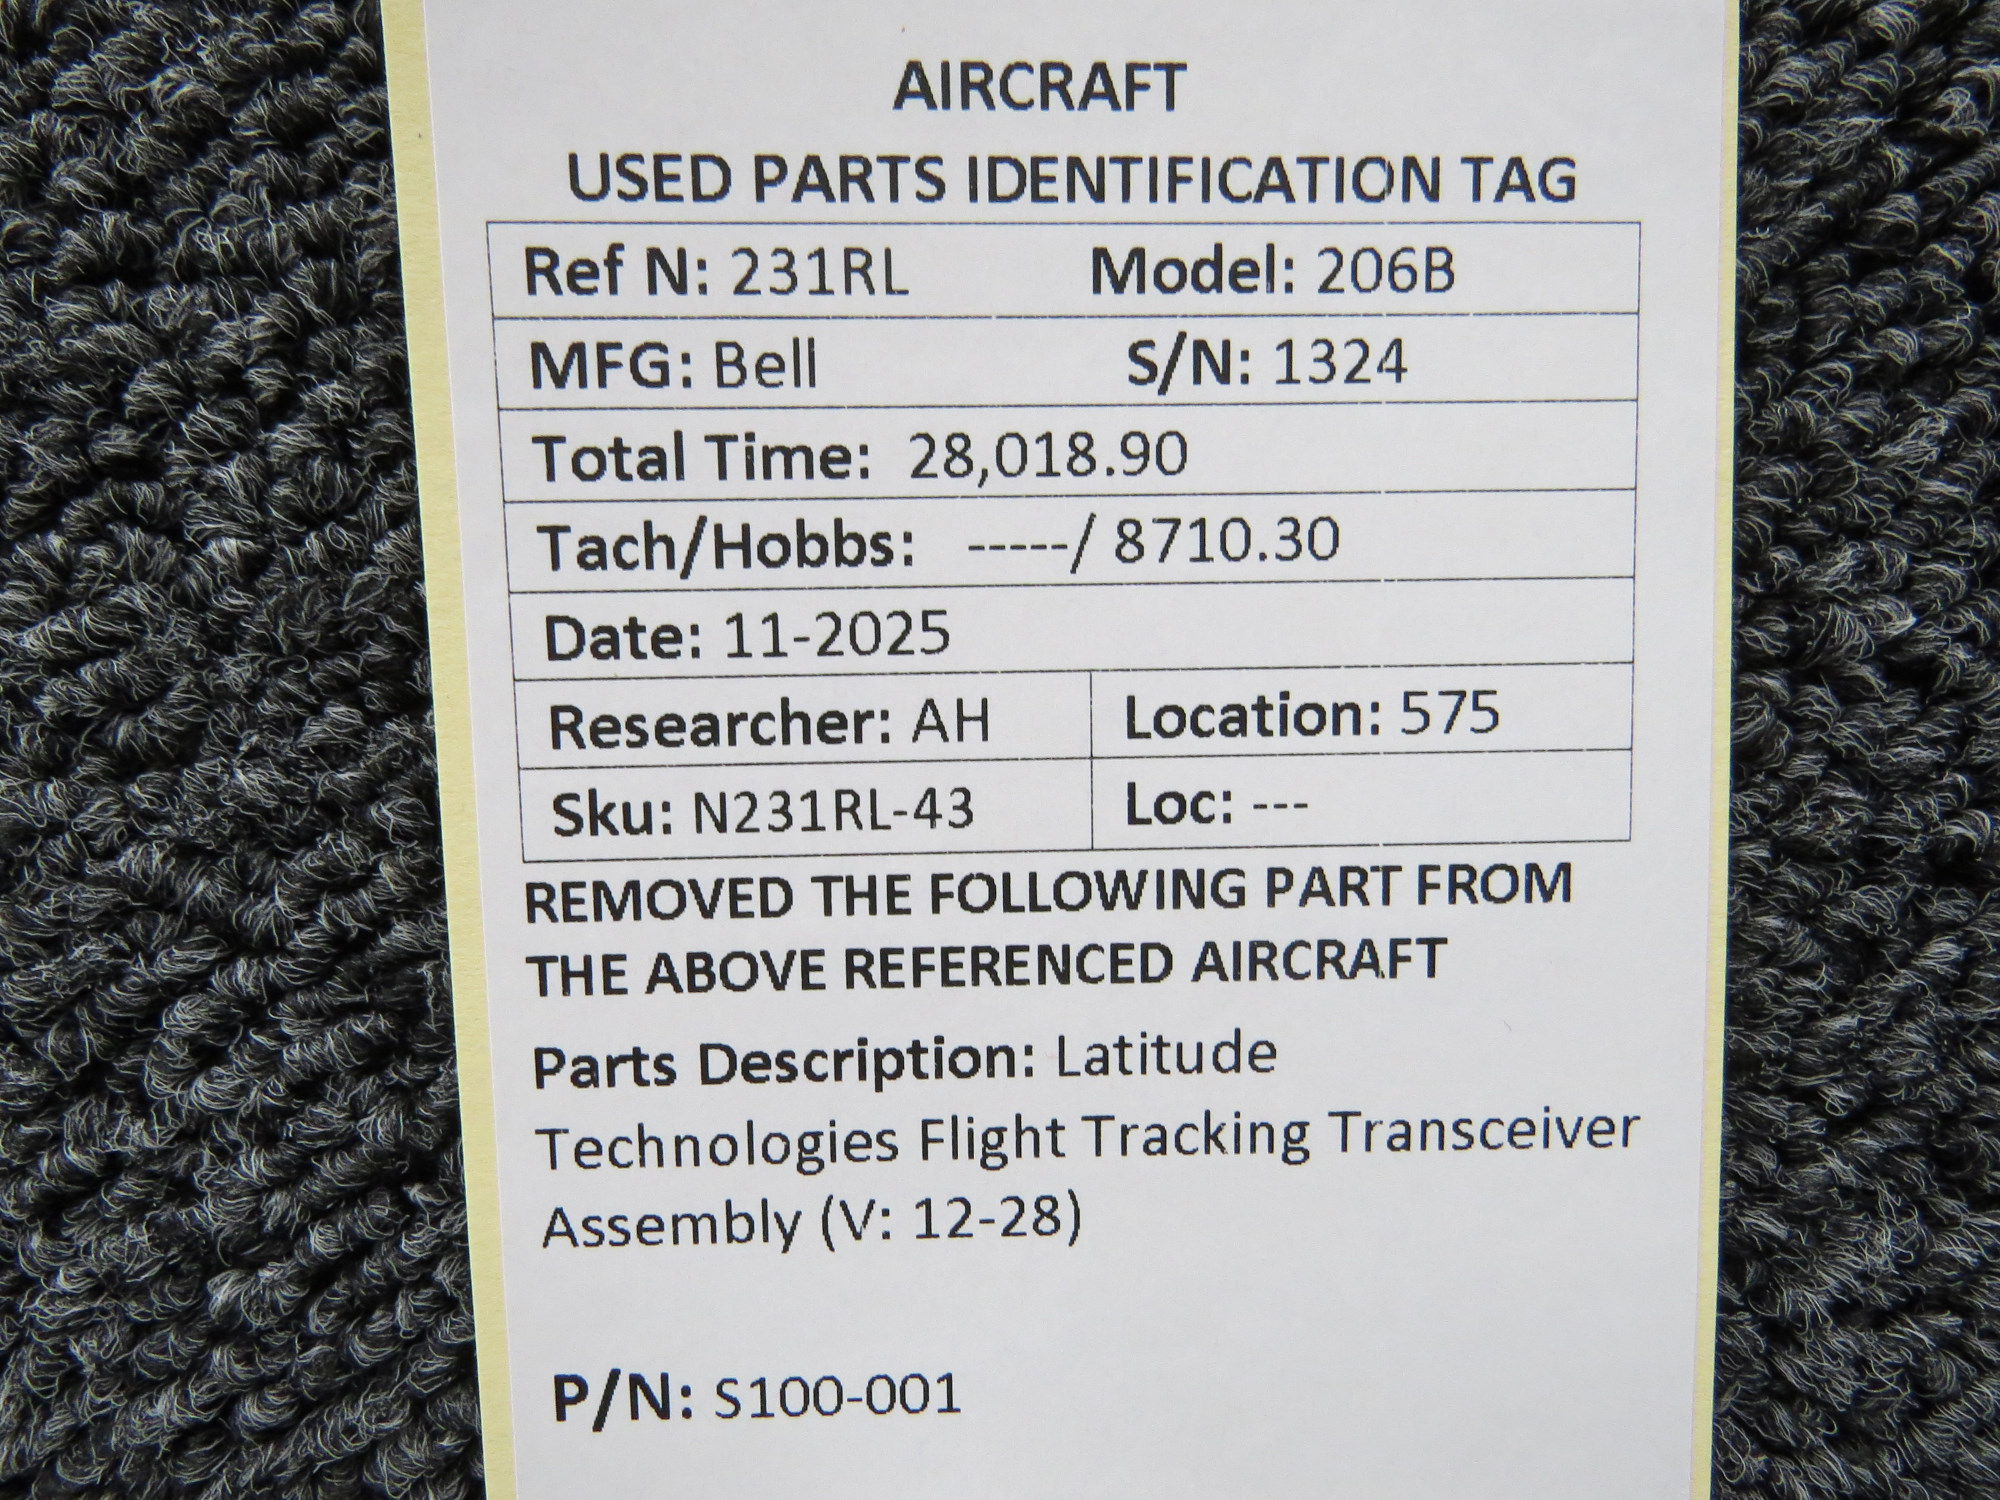 AIRCRAFT
USED PARTS IDENTIFICATION TAG
Ref N: 231RL Model: 206B
MFG: Bell S/N: 1324
Total Time: 28,018.90
Tach/Hobbs: -----/ 8710.30
Date: 11-2025
Researcher: AH Location: 575
Sku: N231RL-43 Loc: ---
REMOVED THE FOLLOWING PART FROM
THE ABOVE REFERENCED AIRCRAFT
Parts Description: Latitude
Technologies Flight Tracking Transceiver
Assembly (V: 12-28)
P/N: S100-001